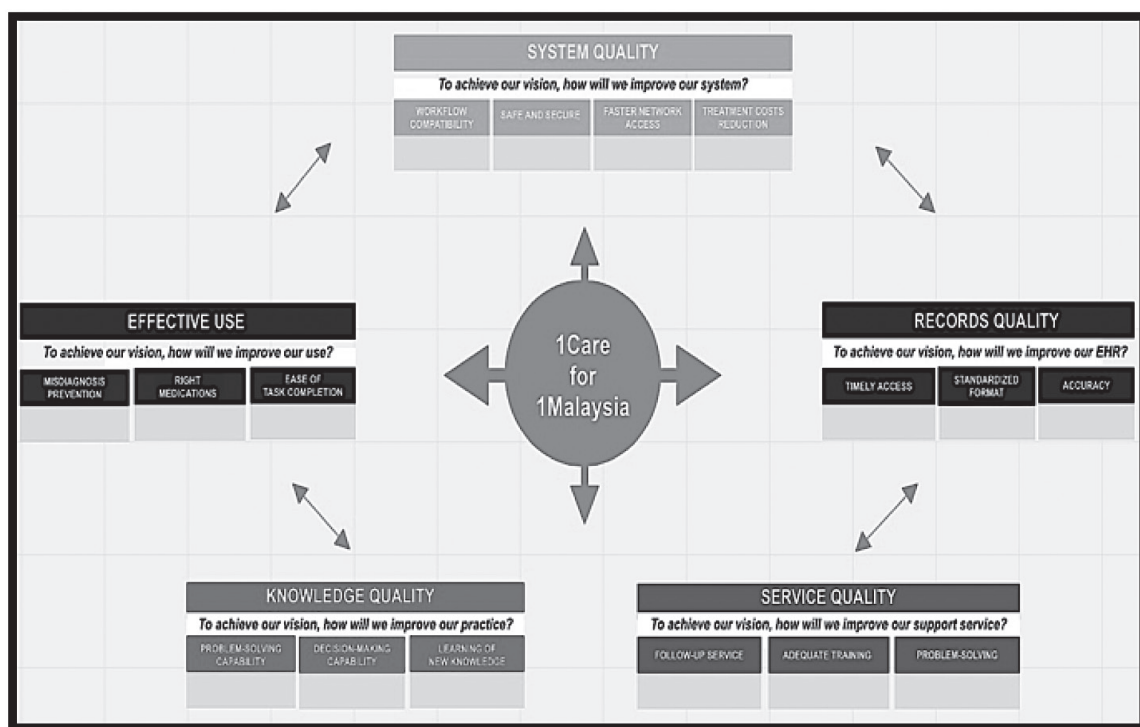 SYSTEM QUALITY
To achieve our vision, how will we improve our system?
WORKFLOW
COMPATIBILITY
SAFE AND SECURE
FASTER NETWORK
ACCESS
TREATMENT COSTS
REDUCTION
EFFECTIVE USE
To achieve our vision, how will we improve our use?
MISDIAGNOSIS
PREVENTION
RIGHT
MEDICATIONS
EASE OF
TASK COMPLETION
1Care
for
1Malaysia
RECORDS QUALITY
To achieve our vision, how will we improve our EHR?
TIMELY ACCESS
STANDARDIZED
FORMAT
ACCURACY
KNOWLEDGE QUALITY
To achieve our vision, how will we improve our practice?
PROBLEM-SOLVING
CAPABILITY
DECISION-MAKING
CAPABILITY
LEARNING OF
NEW KNOWLEDGE
SERVICE QUALITY
To achieve our vision, how will we improve our support service?
FOLLOW-UP SERVICE
ADEQUATE TRAINING
PROBLEM-SOLVING